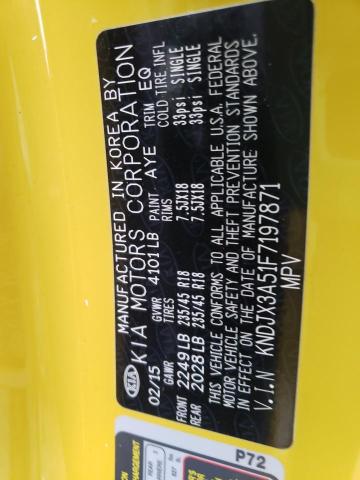 MANUFACTURED IN KOREA BY
KIA KIA MOTORS CORPORATION
02/15 GVWR 4101LB PAINT AYE TRIM EQ
GAWR TIRES RIMS COLD TIRE INFL
FRONT 2249LB 235/45 R18 7.5JX18 33psi SINGLE
REAR 2028LB 235/45 R18 7.5JX18 33psi SINGLE
THIS VEHICLE CONFORMS TO ALL APPLICABLE U.S.A. FEDERAL
MOTOR VEHICLE SAFETY AND THEFT PREVENTION STANDARDS
IN EFFECT ON THE DATE OF MANUFACTURE SHOWN ABOVE.
V.I.N KNDJX3A51F7197871
MPV
P72
REAR